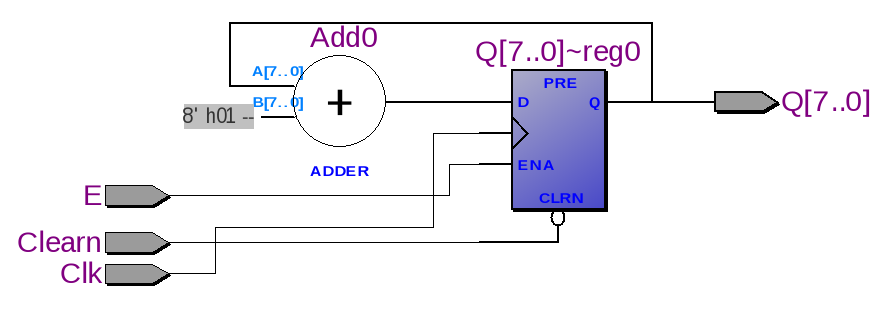 Add0
Q[7..0]~reg0
A[7..0]
PRE
B[7..0]
D
Q
Q[7..0]
8' h01 --
+
ENA
ADDER
E
CLRN
Clearn
Clk